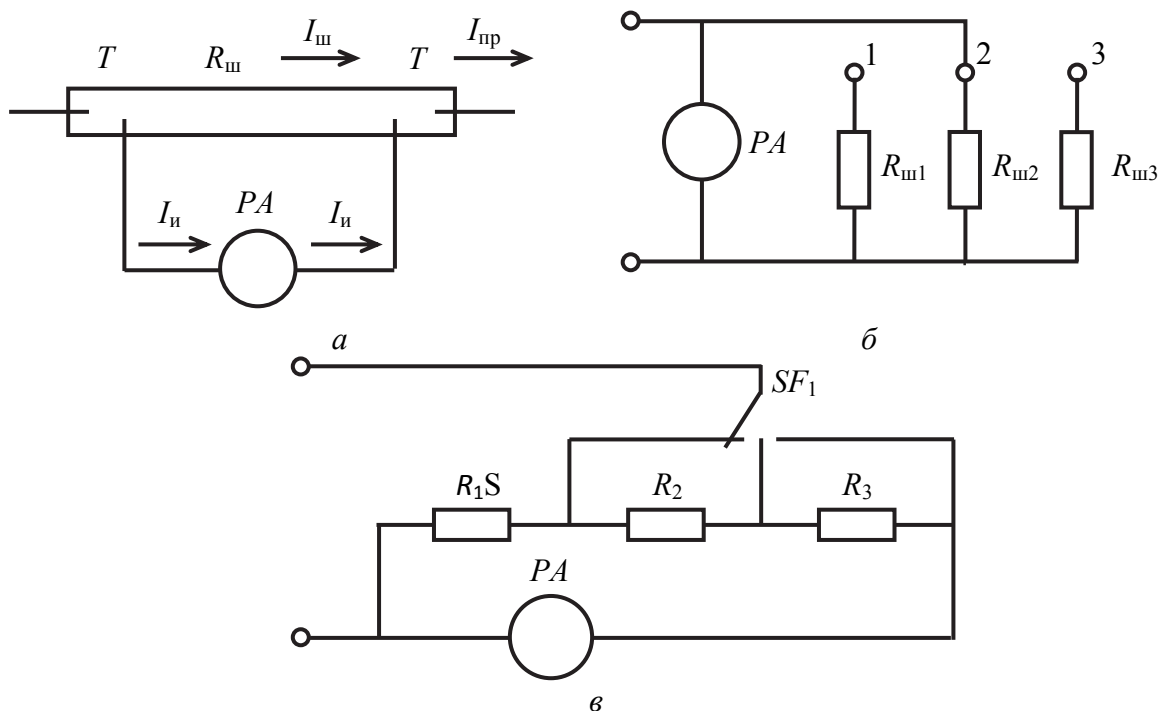 T Rш Iш T Iпр
PA
Iи Iи
а
1 2 3
PA Rш1 Rш2 Rш3
б
SF1
R1S R2 R3
PA
в